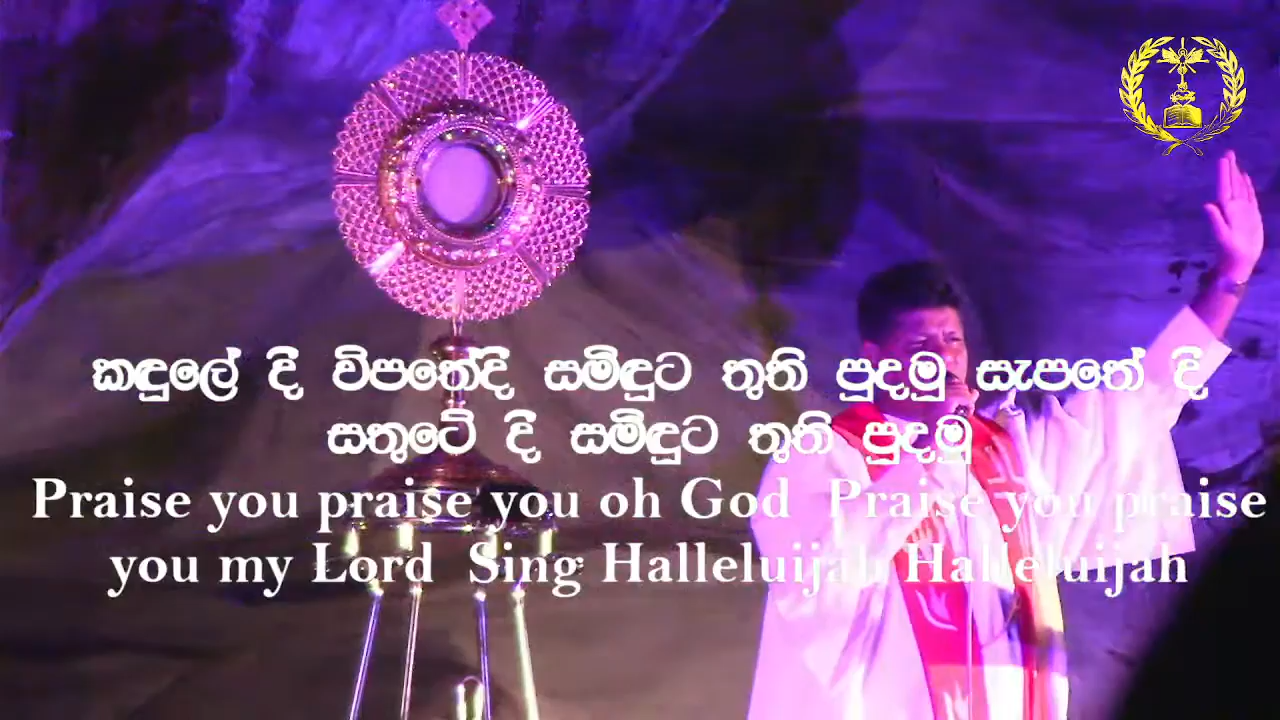 කඳුලේ දී විපතේදී සමිඳුට තුති පුදමු සැපතේ දී
සතුටේ දී සමිඳුට තුති පුදමු
Praise you praise you oh God Praise you praise
you my Lord Sing Halleluijah Halleluijah